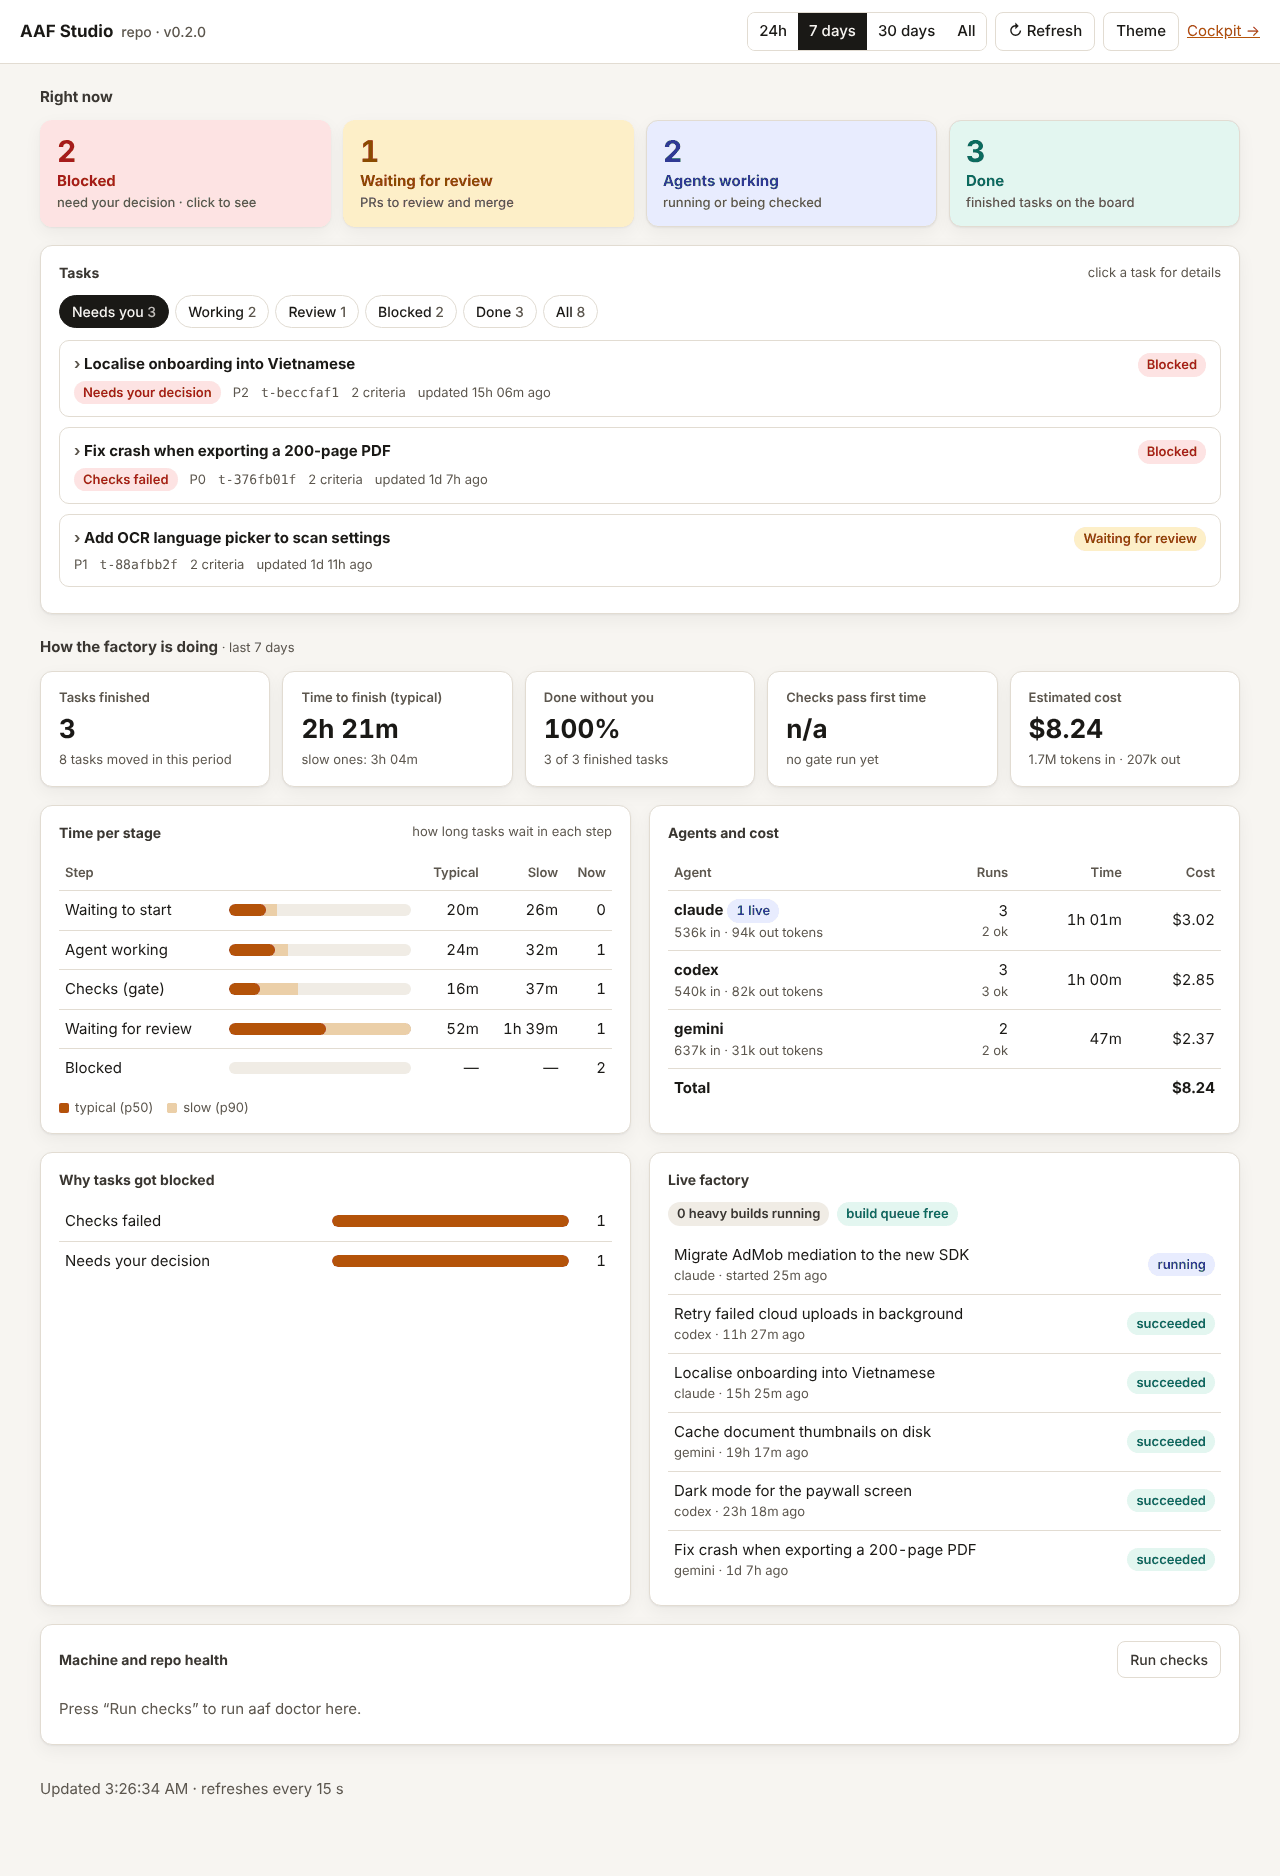 AAF Studio repo · v0.2.0
24h 7 days 30 days All ↻ Refresh Theme Cockpit →
Right now
2
Blocked
need your decision · click to see
1
Waiting for review
PRs to review and merge
2
Agents working
running or being checked
3
Done
finished tasks on the board
Tasks click a task for details
Needs you 3 Working 2 Review 1 Blocked 2 Done 3 All 8
› Localise onboarding into Vietnamese Blocked
Needs your decision P2 t-beccfaf1 2 criteria updated 15h 06m ago
› Fix crash when exporting a 200-page PDF Blocked
Checks failed P0 t-376fb01f 2 criteria updated 1d 7h ago
› Add OCR language picker to scan settings Waiting for review
P1 t-88afbb2f 2 criteria updated 1d 11h ago
How the factory is doing · last 7 days
Tasks finished
3
8 tasks moved in this period
Time to finish (typical)
2h 21m
slow ones: 3h 04m
Done without you
100%
3 of 3 finished tasks
Checks pass first time
n/a
no gate run yet
Estimated cost
$8.24
1.7M tokens in · 207k out
Time per stage how long tasks wait in each step
Step Typical Slow Now
Waiting to start 20m 26m 0
Agent working 24m 32m 1
Checks (gate) 16m 37m 1
Waiting for review 52m 1h 39m 1
Blocked — — 2
typical (p50) slow (p90)
Agents and cost
Agent Runs Time Cost
claude 1 live 3 1h 01m $3.02
536k in · 94k out tokens 2 ok
codex 3 1h 00m $2.85
540k in · 82k out tokens 3 ok
gemini 2 47m $2.37
637k in · 31k out tokens 2 ok
Total $8.24
Why tasks got blocked
Checks failed 1
Needs your decision 1
Live factory
0 heavy builds running build queue free
Migrate AdMob mediation to the new SDK running
claude · started 25m ago
Retry failed cloud uploads in background succeeded
codex · 11h 27m ago
Localise onboarding into Vietnamese succeeded
claude · 15h 25m ago
Cache document thumbnails on disk succeeded
gemini · 19h 17m ago
Dark mode for the paywall screen succeeded
codex · 23h 18m ago
Fix crash when exporting a 200-page PDF succeeded
gemini · 1d 7h ago
Machine and repo health Run checks
Press “Run checks” to run aaf doctor here.
Updated 3:26:34 AM · refreshes every 15 s